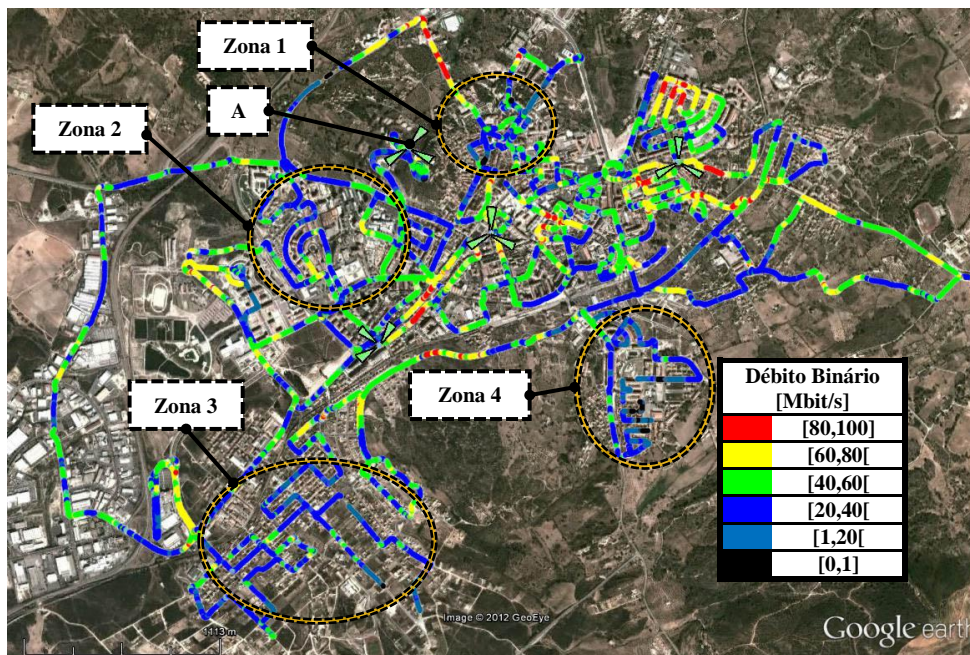 Zona 1
A
Zona 2
Zona 3
Zona 4
Débito Binário
[Mbit/s]
[80,100]
[60,80[
[40,60[
[20,40[
[1,20[
[0,1]
1113 m
Image © 2012 GeoEye
Google earth